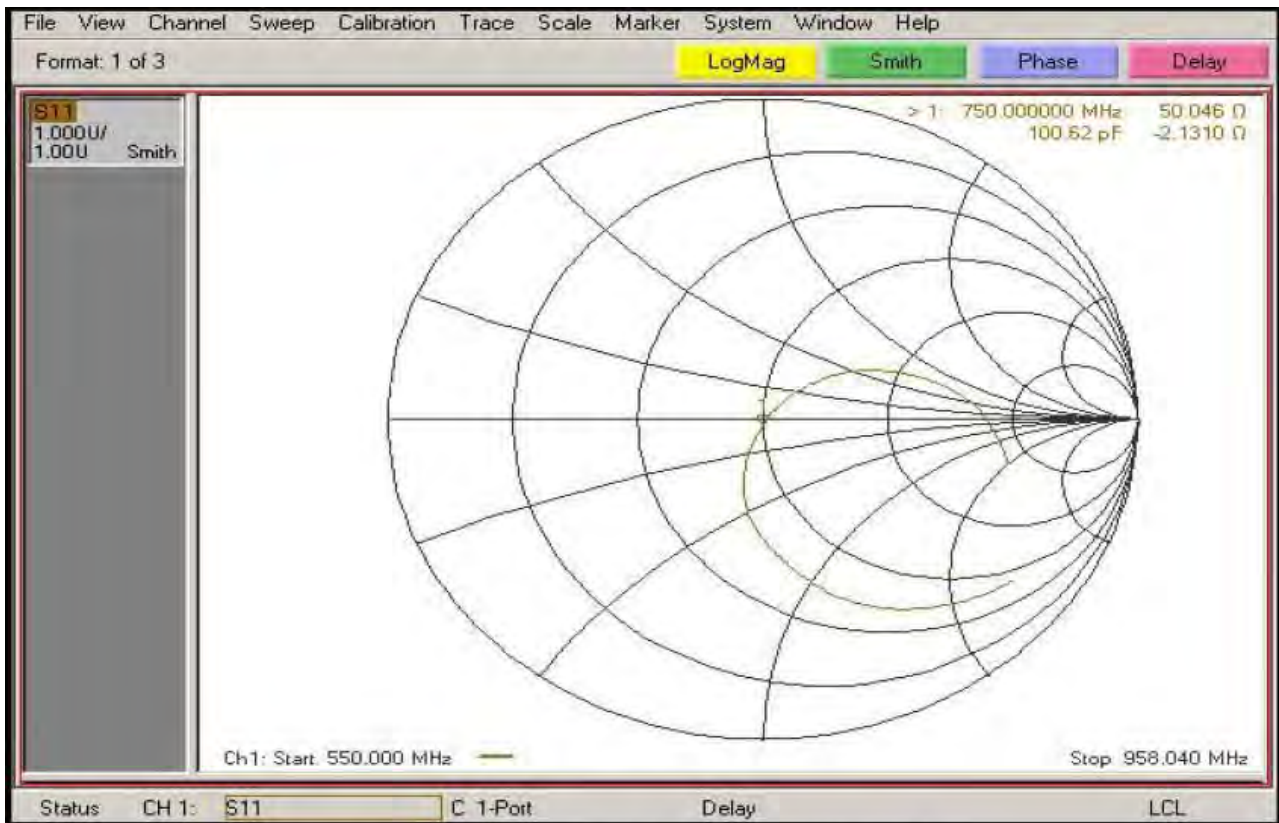 File View Channel Sweep Calibration Trace Scale Marker System Window Help
Format: 1 of 3 LogMag Smith Phase Delay
S11
1.000U/
1.00U Smith
> 1: 750.000000 MHz 50.046 Ω
100.62 pF -2.1310 Ω
Ch1: Start 550.000 MHz Stop 958.040 MHz
Status CH 1: S11 C 1-Port Delay LCL